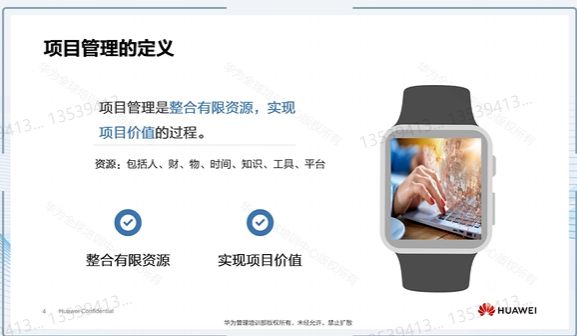 项目管理的定义
项目管理是整合有限资源，实现
项目价值的过程。
资源：包括人、财、物、时间、知识、工具、平台
整合有限资源
实现项目价值
4 Huawei Confidential
HUAWEI
华为管理培训部版权所有，未经允许，禁止扩散